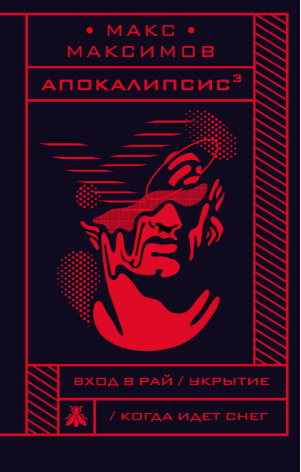 • МАКС •
МАКСИМОВ
АПОКАЛИПСИС³
ВХОД В РАЙ / УКРЫТИЕ
/ КОГДА ИДЕТ СНЕГ